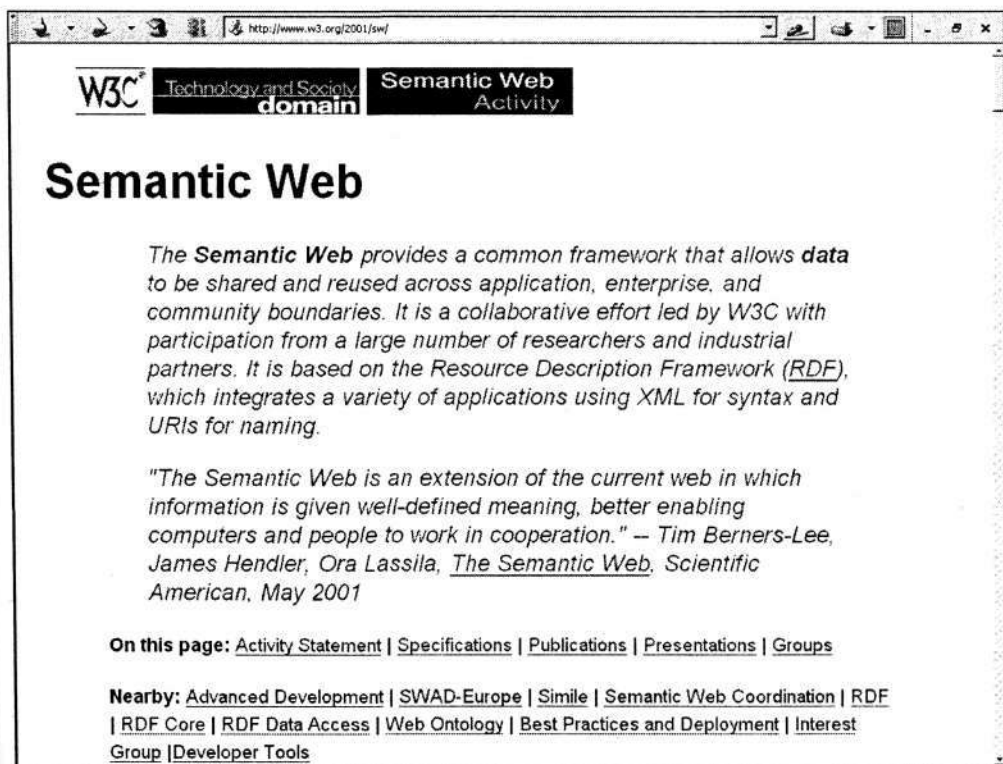 http://www.w3.org/2001/sw/
W3C® Technology and Society domain Semantic Web Activity
Semantic Web
The Semantic Web provides a common framework that allows data
to be shared and reused across application, enterprise, and
community boundaries. It is a collaborative effort led by W3C with
participation from a large number of researchers and industrial
partners. It is based on the Resource Description Framework (RDF),
which integrates a variety of applications using XML for syntax and
URIs for naming.
"The Semantic Web is an extension of the current web in which
information is given well-defined meaning, better enabling
computers and people to work in cooperation." -- Tim Berners-Lee,
James Hendler, Ora Lassila, The Semantic Web, Scientific
American, May 2001
On this page: Activity Statement | Specifications | Publications | Presentations | Groups
Nearby: Advanced Development | SWAD-Europe | Simile | Semantic Web Coordination | RDF
| RDF Core | RDF Data Access | Web Ontology | Best Practices and Deployment | Interest
Group |Developer Tools